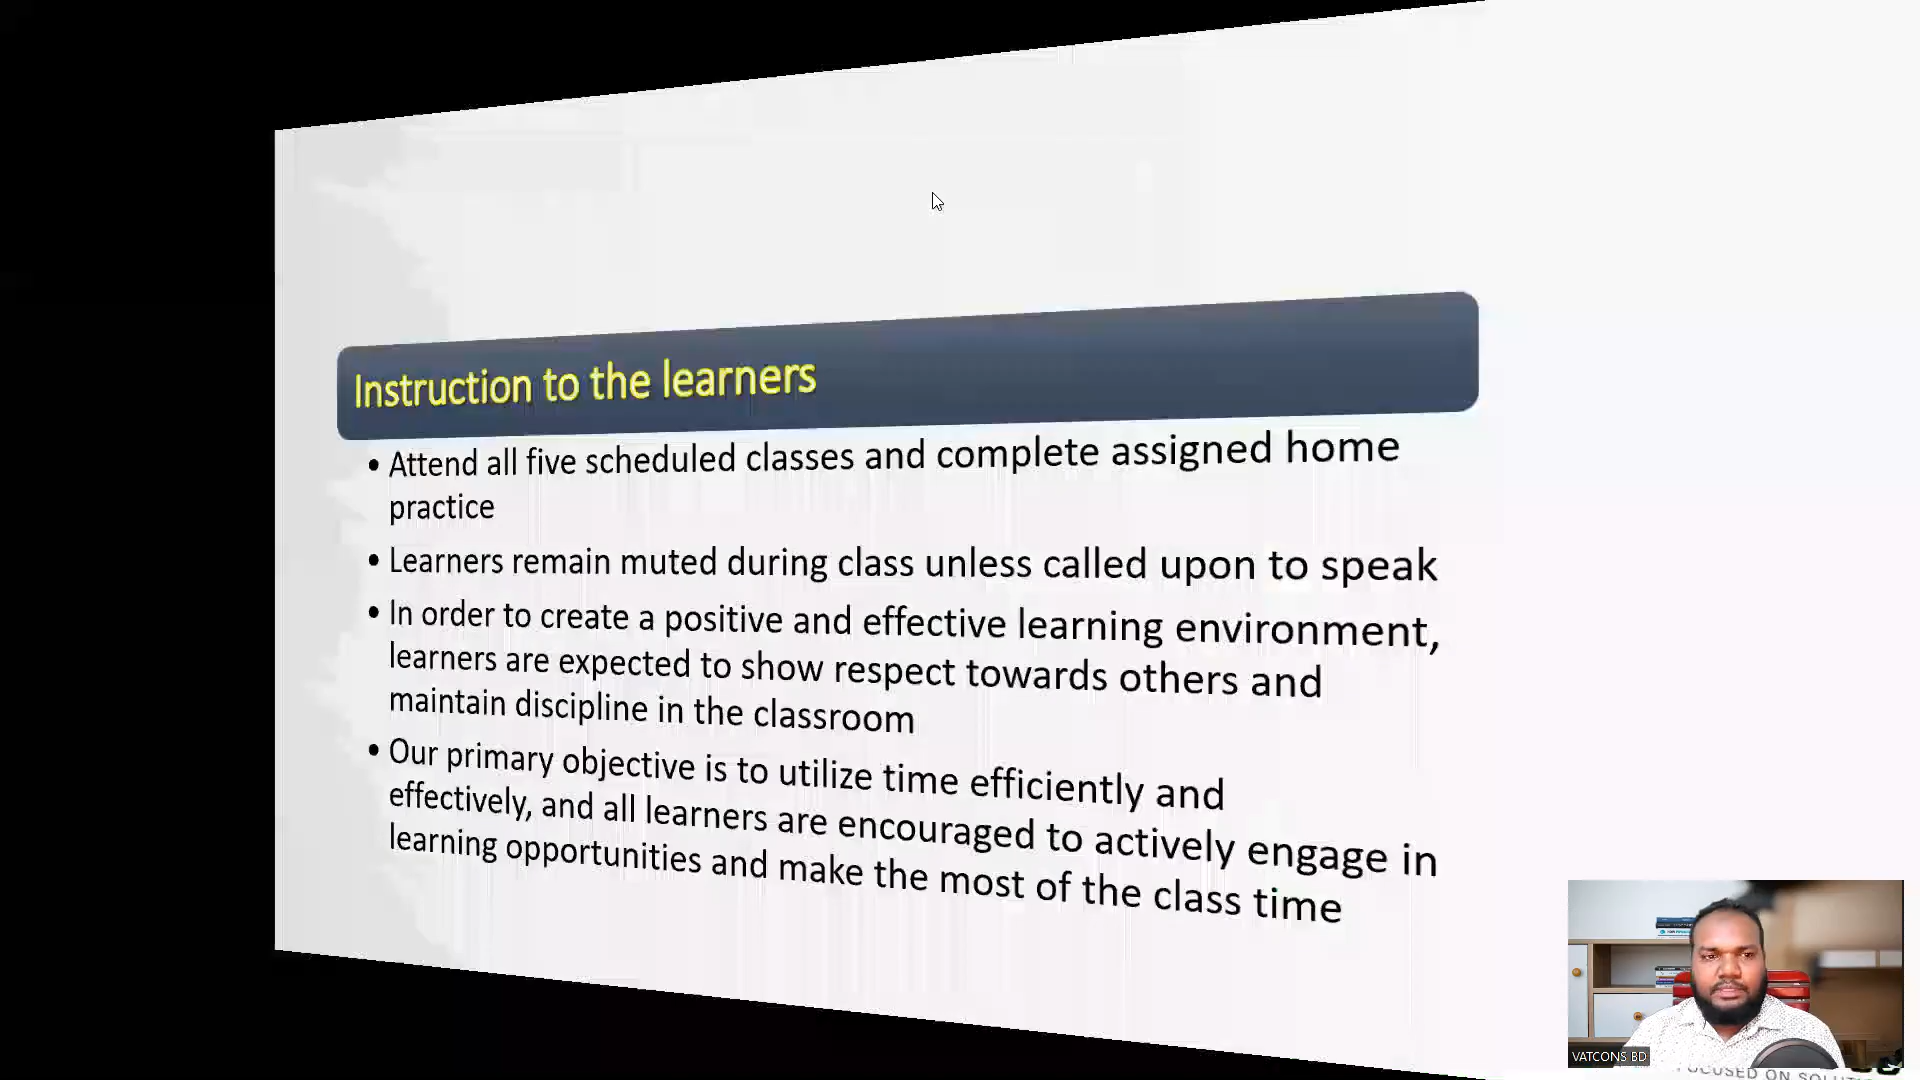 Instruction to the learners
• Attend all five scheduled classes and complete assigned home
practice
• Learners remain muted during class unless called upon to speak
• In order to create a positive and effective learning environment,
learners are expected to show respect towards others and
maintain discipline in the classroom
• Our primary objective is to utilize time efficiently and
effectively, and all learners are encouraged to actively engage in
learning opportunities and make the most of the class time
VATCONS BD
FOCUSED ON